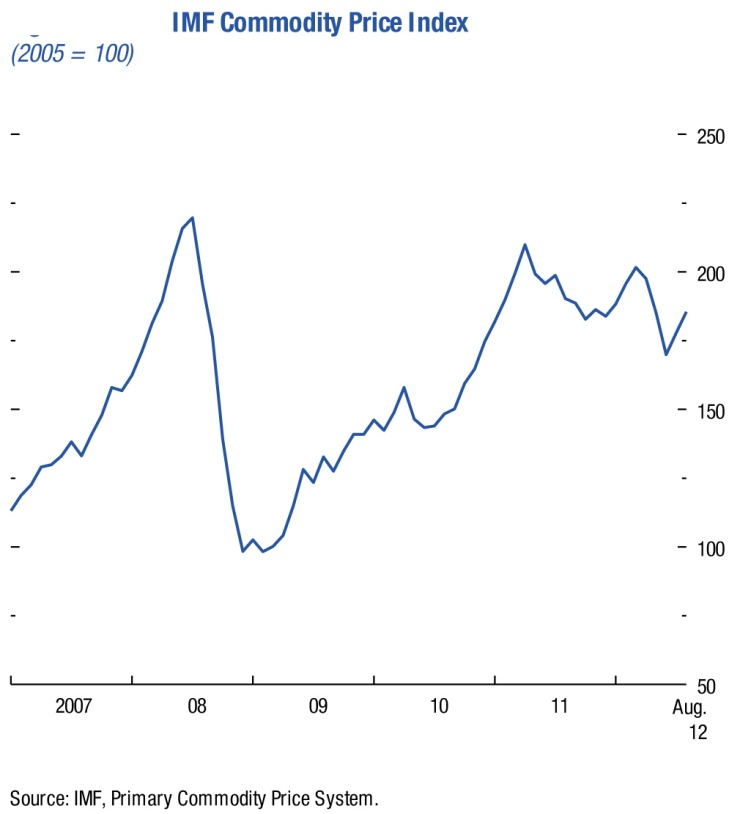 IMF Commodity Price Index
(2005 = 100)
250
200
150
100
50
2007 08 09 10 11 Aug.
12
Source: IMF, Primary Commodity Price System.